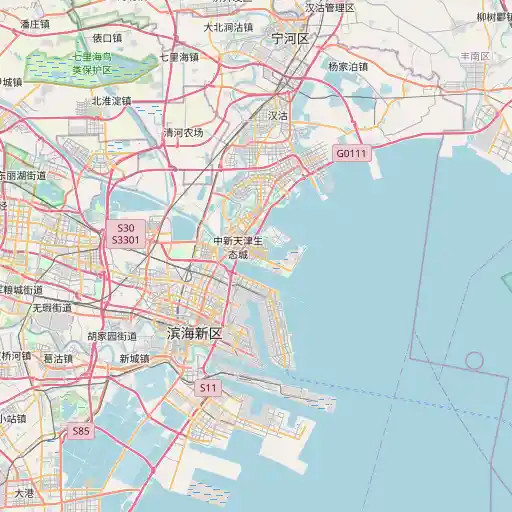 汉沽管理区
潘庄镇
大北涧沽镇
柳树酄镇
俵口镇
宁河区
七里海鸟
类保护区
七里海镇
丰南区
杨家泊镇
北淮淀镇
汉沽
清河农场
G0111
东丽湖街道
S30
S3301
中新天津生
态城
军粮城街道
无瑕街道
滨海新区
胡家园街道
双桥河镇
葛沽镇
新城镇
S11
小站镇
S85
大港